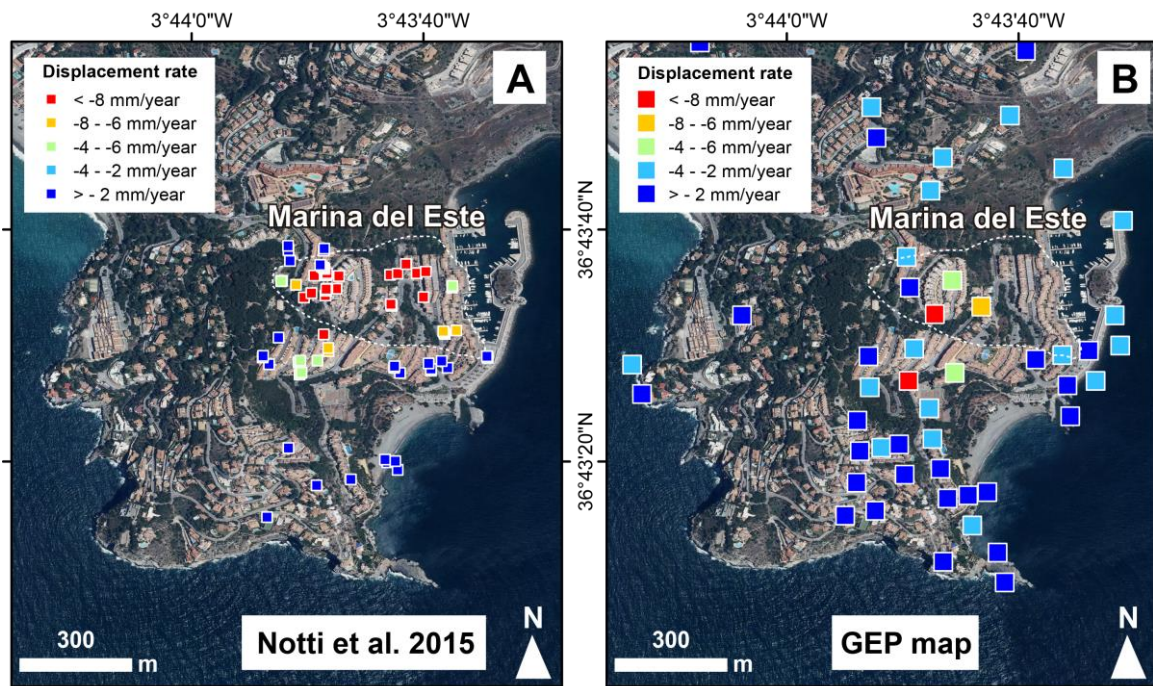 3°44'0"W
3°43'40"W
3°44'0"W
3°43'40"W
Displacement rate
< -8 mm/year
-8 - -6 mm/year
-4 - -6 mm/year
-4 - -2 mm/year
> - 2 mm/year
A
Marina del Este
300
m
Notti et al. 2015
N
36°43'40"N
36°43'20"N
Displacement rate
< -8 mm/year
-8 - -6 mm/year
-4 - -6 mm/year
-4 - -2 mm/year
> - 2 mm/year
B
Marina del Este
300
m
GEP map
N